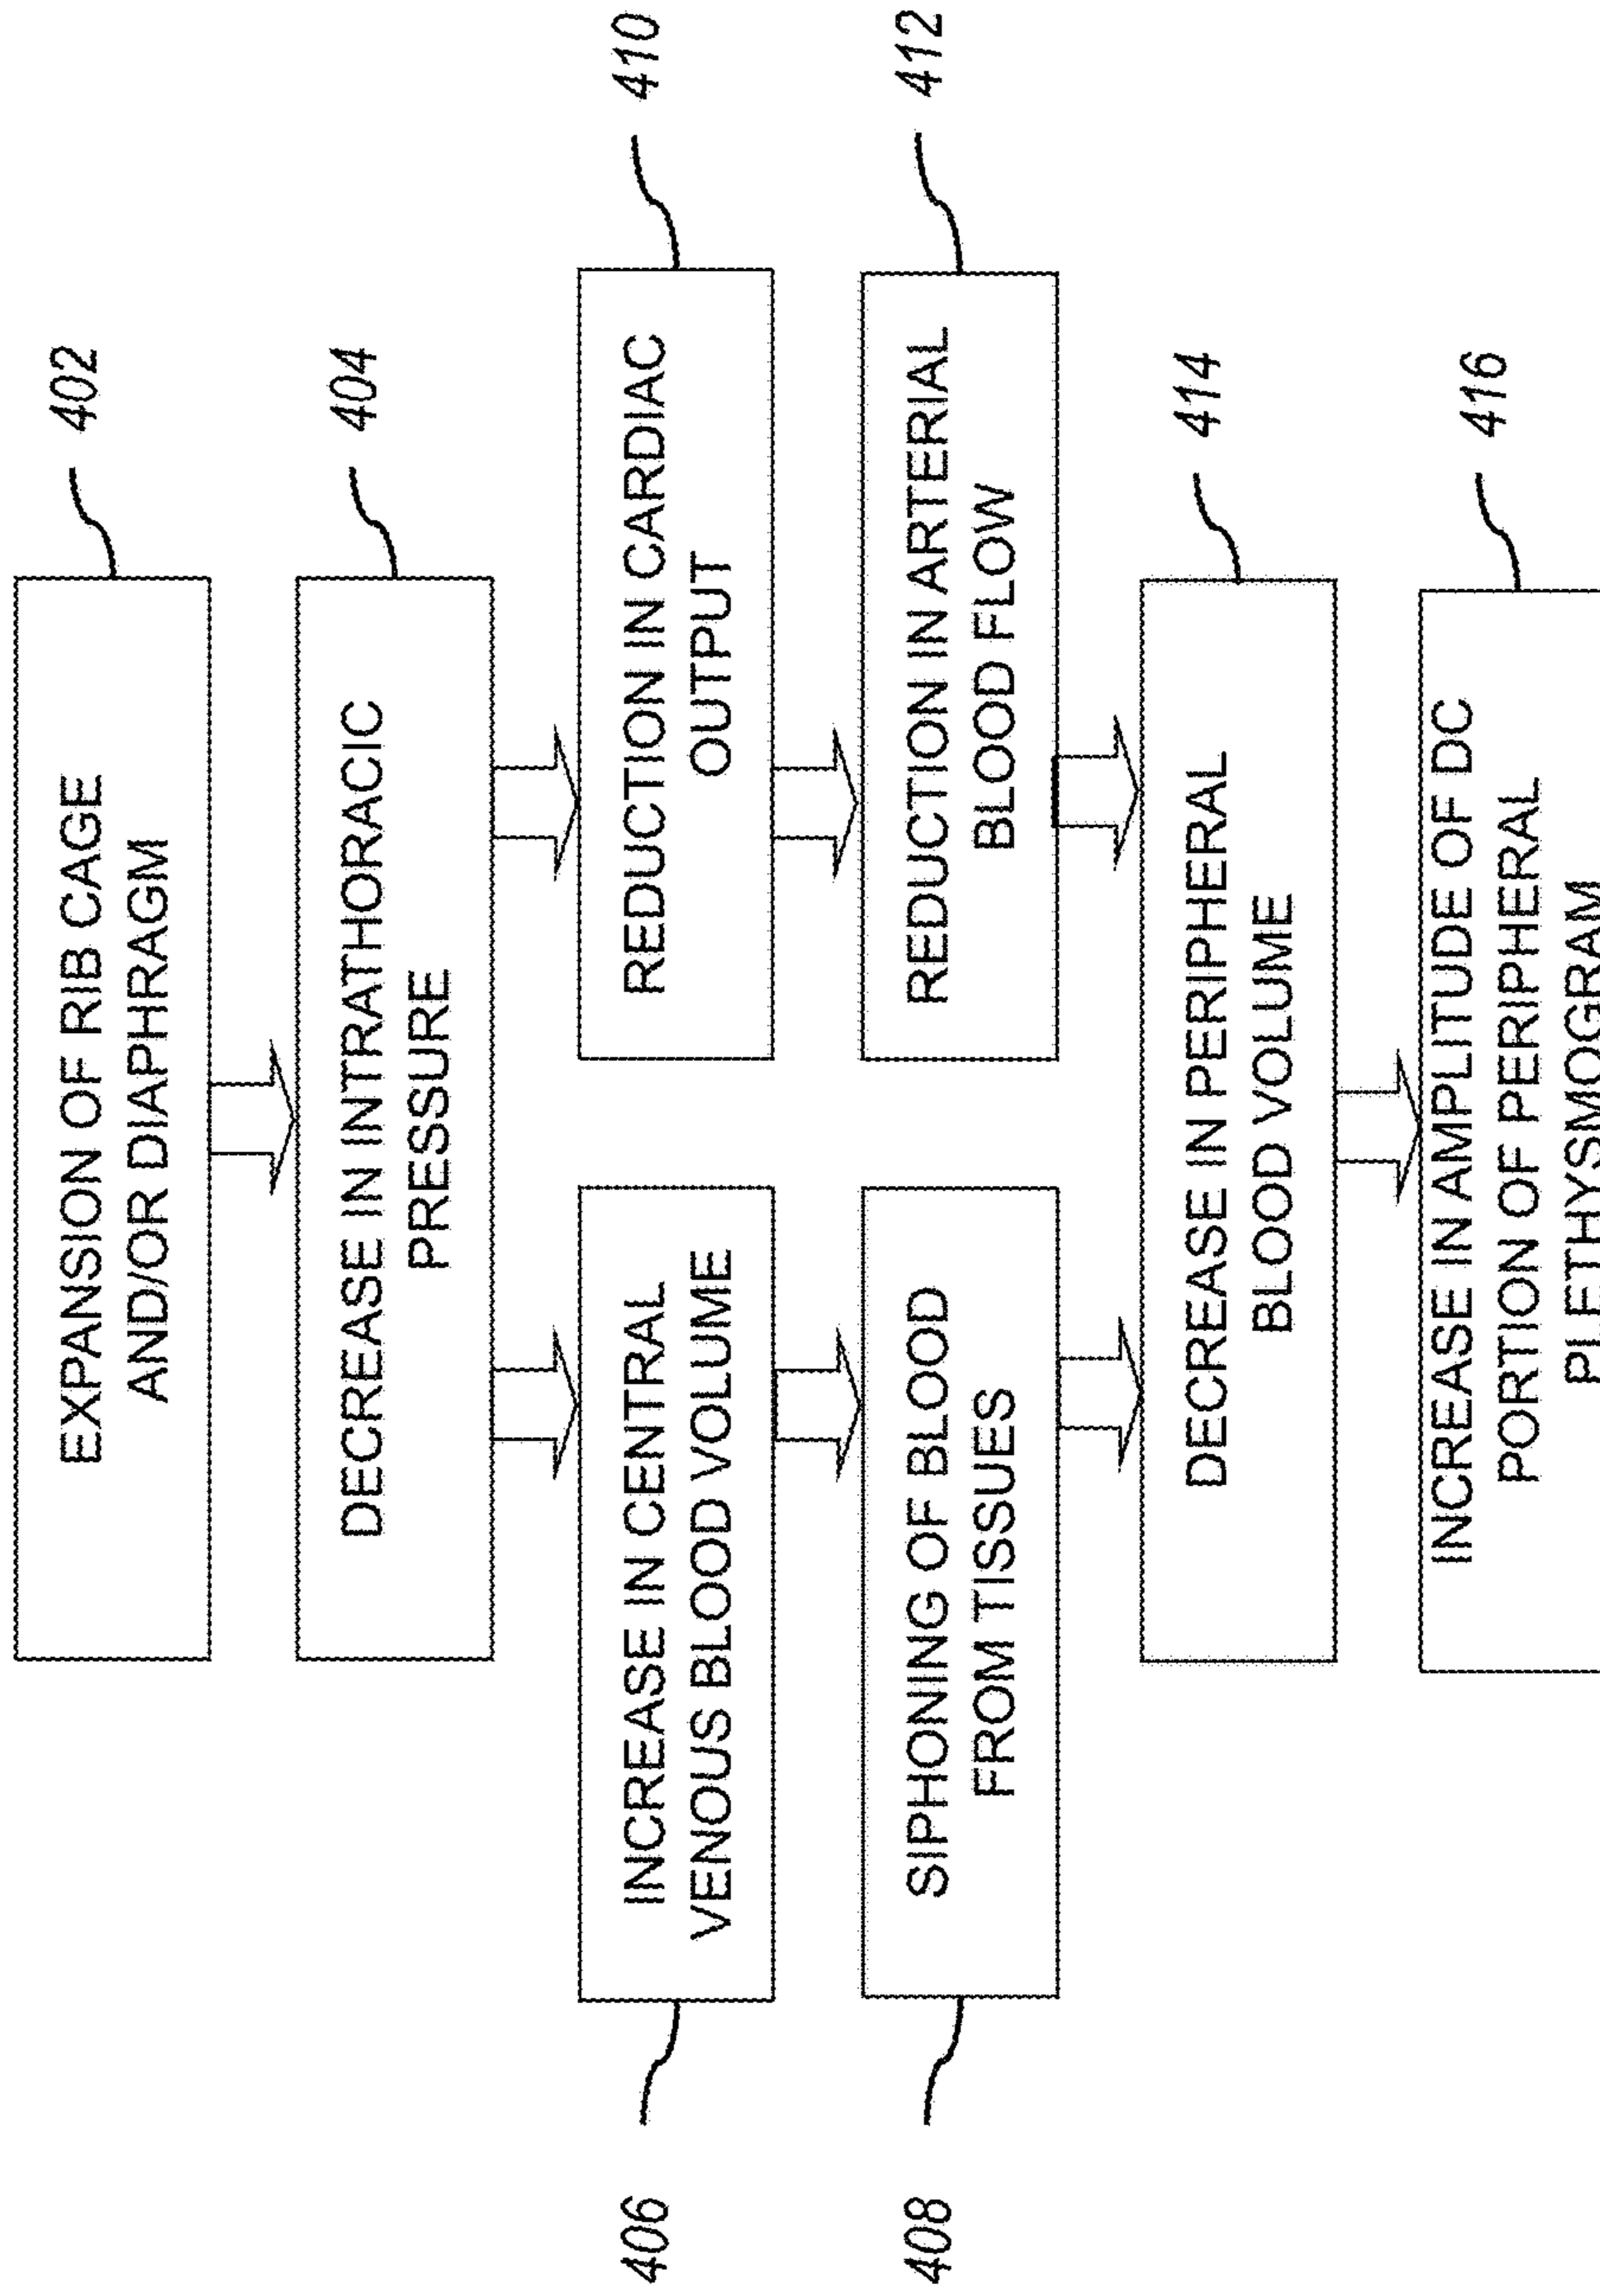 EXPANSION OF RIB CAGE
AND/OR DIAPHRAGM
402
DECREASE IN INTRATHORACIC
PRESSURE
404
406
INCREASE IN CENTRAL
VENOUS BLOOD VOLUME
REDUCTION IN CARDIAC
OUTPUT
410
408
SIPHONING OF BLOOD
FROM TISSUES
REDUCTION IN ARTERIAL
BLOOD FLOW
412
DECREASE IN PERIPHERAL
BLOOD VOLUME
414
INCREASE IN AMPLITUDE OF DC
PORTION OF PERIPHERAL
PLETHYSMOGRAM
416